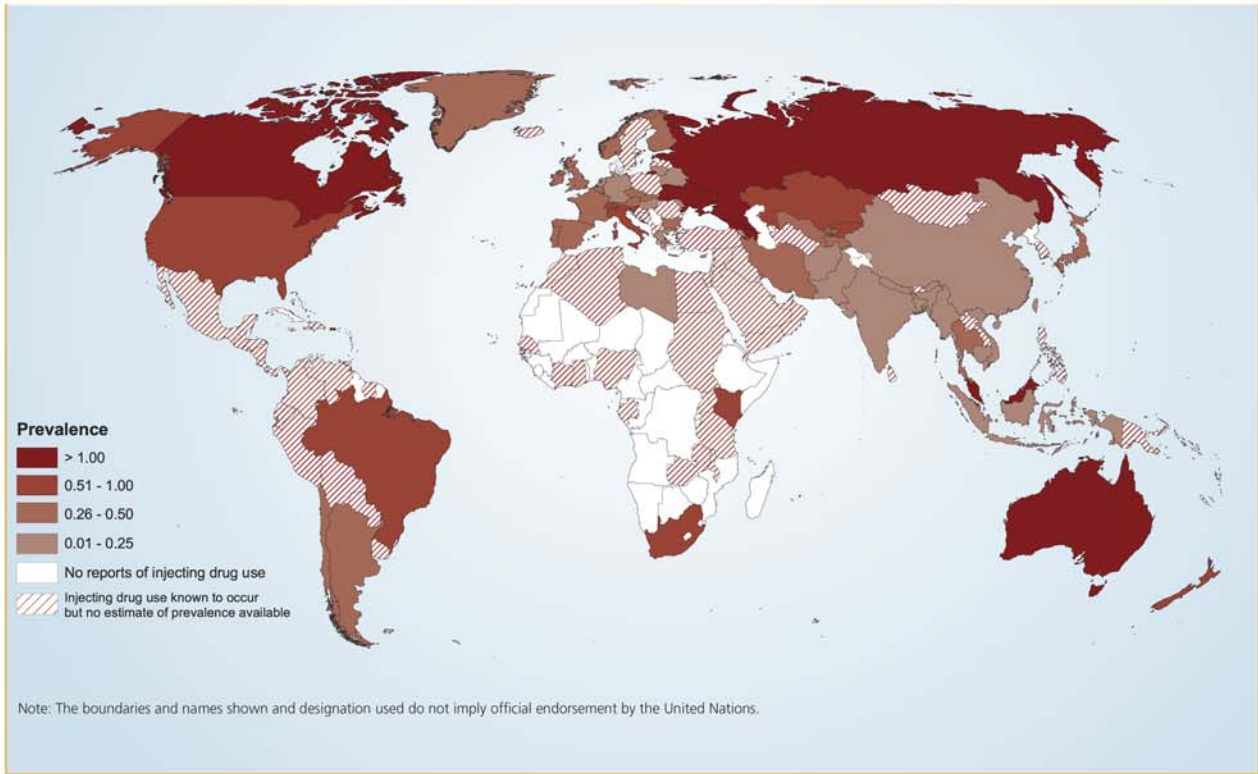 Prevalence
> 1.00
0.51 - 1.00
0.26 - 0.50
0.01 - 0.25
No reports of injecting drug use
Injecting drug use known to occur
but no estimate of prevalence available
Note: The boundaries and names shown and designation used do not imply official endorsement by the United Nations.